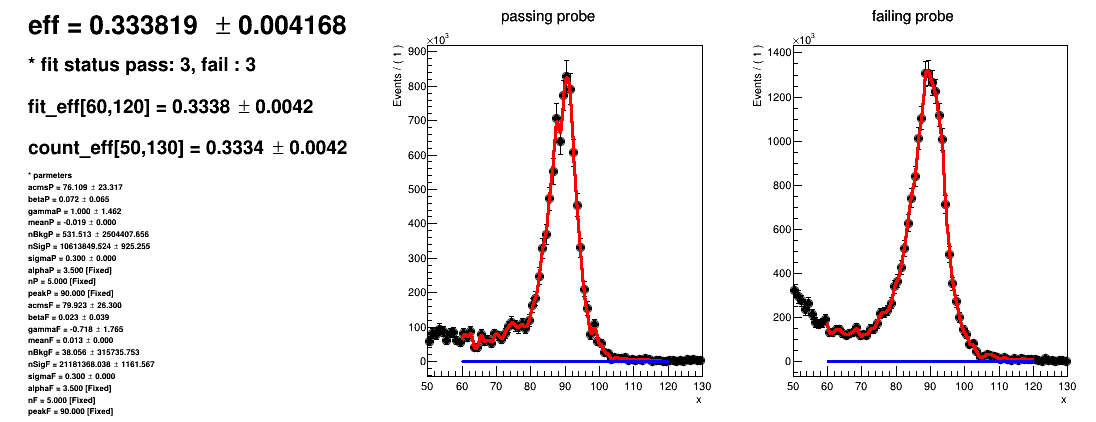 eff = 0.333819 ± 0.004168
* fit status pass: 3, fail : 3
fit_eff[60,120] = 0.3338 ± 0.0042
count_eff[50,130] = 0.3334 ± 0.0042
* parmeters
acmsP = 76.109 ± 23.317
betaP = 0.072 ± 0.065
gammaP = 1.000 ± 1.462
meanP = -0.019 ± 0.000
nBkgP = 531.513 ± 2504407.656
nSigP = 10613849.524 ± 925.255
sigmaP = 0.300 ± 0.000
alphaP = 3.500 [Fixed]
nP = 5.000 [Fixed]
peakP = 90.000 [Fixed]
acmsF = 79.923 ± 26.300
betaF = 0.023 ± 0.039
gammaF = -0.718 ± 1.765
meanF = 0.013 ± 0.000
nBkgF = 38.056 ± 315735.753
nSigF = 21181368.038 ± 1161.567
sigmaF = 0.300 ± 0.000
alphaF = 3.500 [Fixed]
nF = 5.000 [Fixed]
peakF = 90.000 [Fixed]
passing probe
×10³
Events / ( 1 )
900
800
700
600
500
400
300
200
100
0
50 60 70 80 90 100 110 120 130
x
failing probe
×10³
Events / ( 1 )
1400
1200
1000
800
600
400
200
0
50 60 70 80 90 100 110 120 130
x